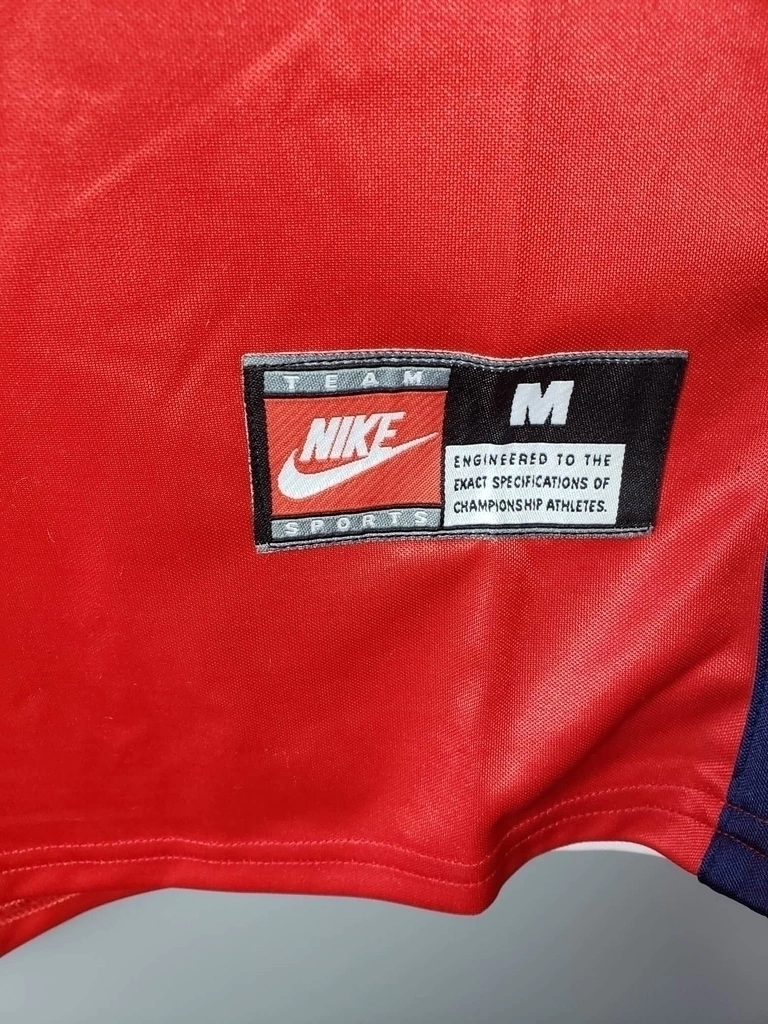 TEAM
NIKE
SPORTS
M
ENGINEERED TO THE
EXACT SPECIFICATIONS OF
CHAMPIONSHIP ATHLETES.